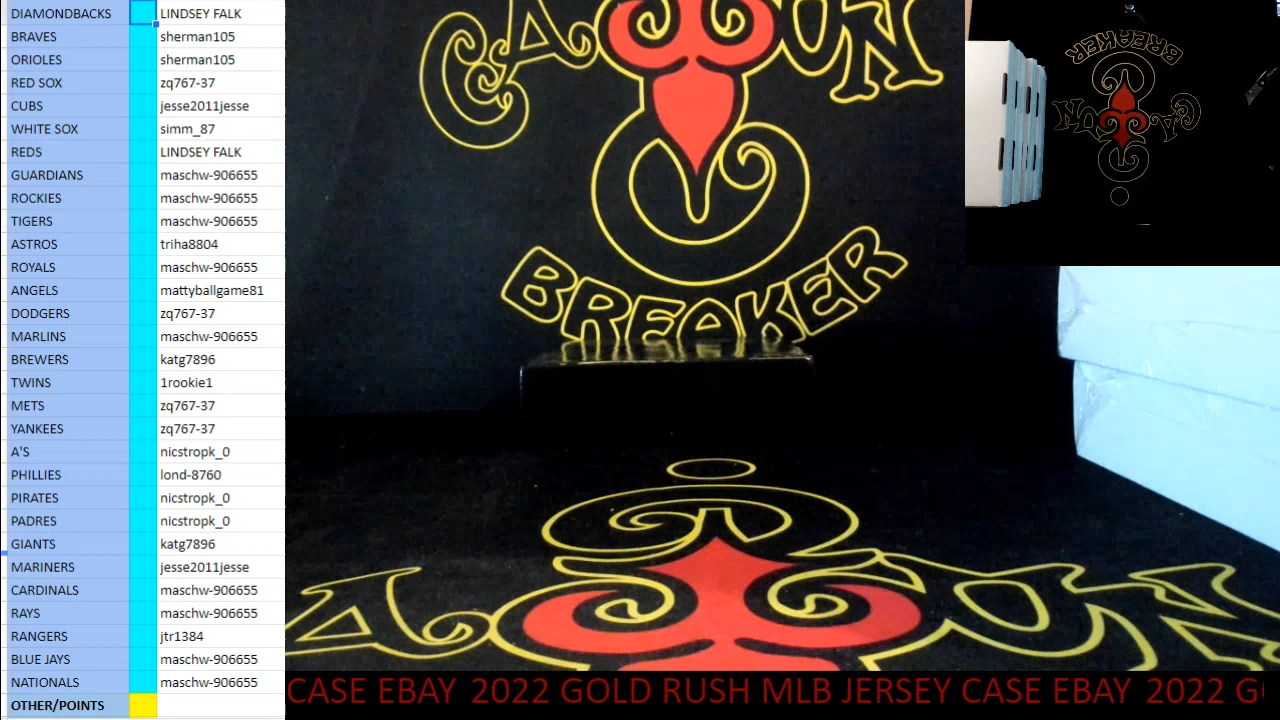 DIAMONDBACKS LINDSEY FALK
BRAVES sherman105
ORIOLES sherman105
RED SOX zq767-37
CUBS jesse2011jesse
WHITE SOX simm_87
REDS LINDSEY FALK
GUARDIANS maschw-906655
ROCKIES maschw-906655
TIGERS maschw-906655
ASTROS triha8804
ROYALS maschw-906655
ANGELS mattyballgame81
DODGERS zq767-37
MARLINS maschw-906655
BREWERS katg7896
TWINS 1rookie1
METS zq767-37
YANKEES zq767-37
A'S nicstropk_0
PHILLIES lond-8760
PIRATES nicstropk_0
PADRES nicstropk_0
GIANTS katg7896
MARINERS jesse2011jesse
CARDINALS maschw-906655
RAYS maschw-906655
RANGERS jtr1384
BLUE JAYS maschw-906655
NATIONALS maschw-906655
OTHER/POINTS
CAJON
BREAKER
BREAKER
CAJON
CAJON
CASE EBAY 2022 GOLD RUSH MLB JERSEY CASE EBAY 2022 G